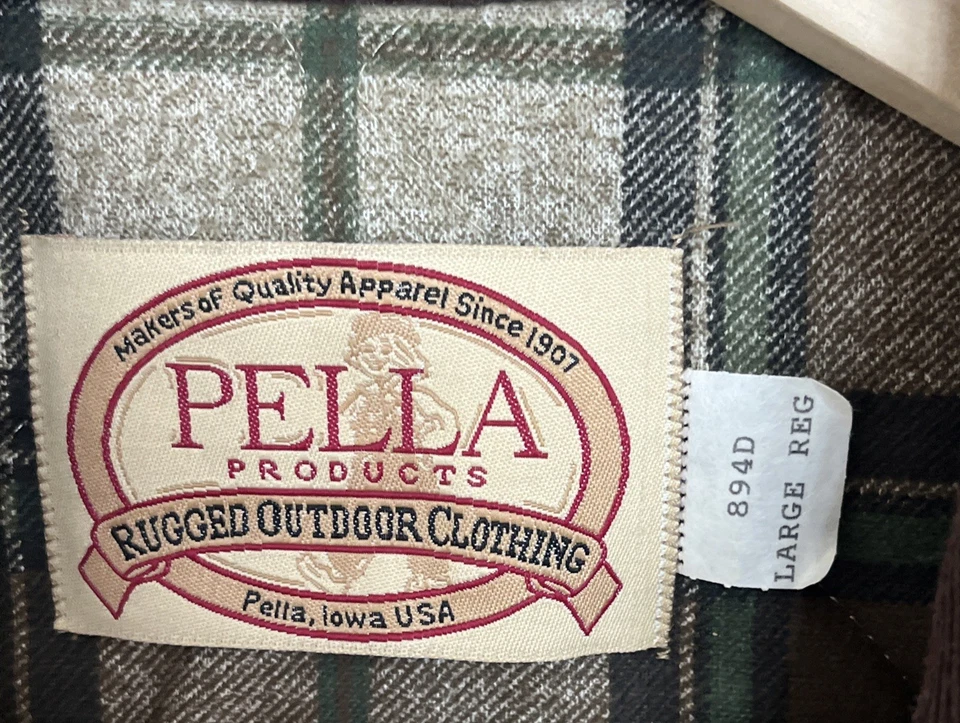 Makers of Quality Apparel Since 1907
PELLA
PRODUCTS
RUGGED OUTDOOR CLOTHING
Pella, Iowa USA
894D
LARGE REG